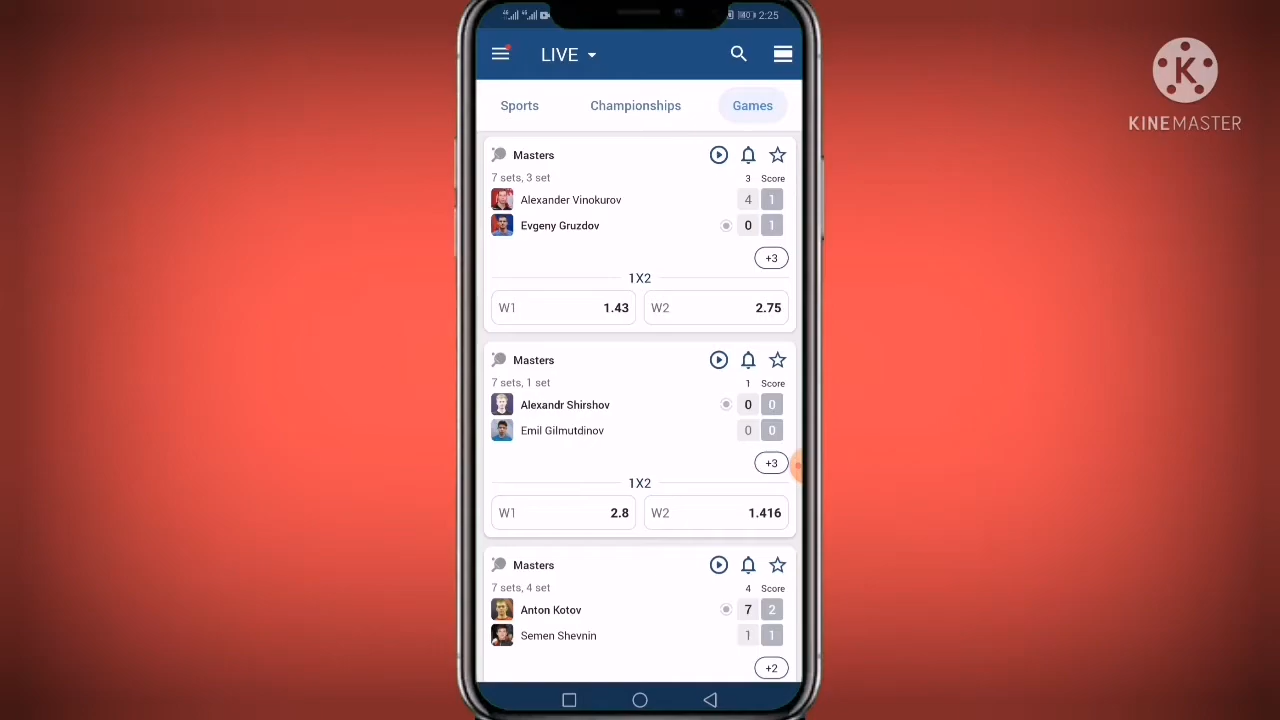 2:25
LIVE
Sports Championships Games
Masters
7 sets, 3 set 3 Score
Alexander Vinokurov 4 1
Evgeny Gruzdov 0 1
+3
1X2
W1 1.43 W2 2.75
Masters
7 sets, 1 set 1 Score
Alexandr Shirshov 0 0
Emil Gilmutdinov 0 0
+3
1X2
W1 2.8 W2 1.416
Masters
7 sets, 4 set 4 Score
Anton Kotov 7 2
Semen Shevnin 1 1
+2
K
KINEMASTER